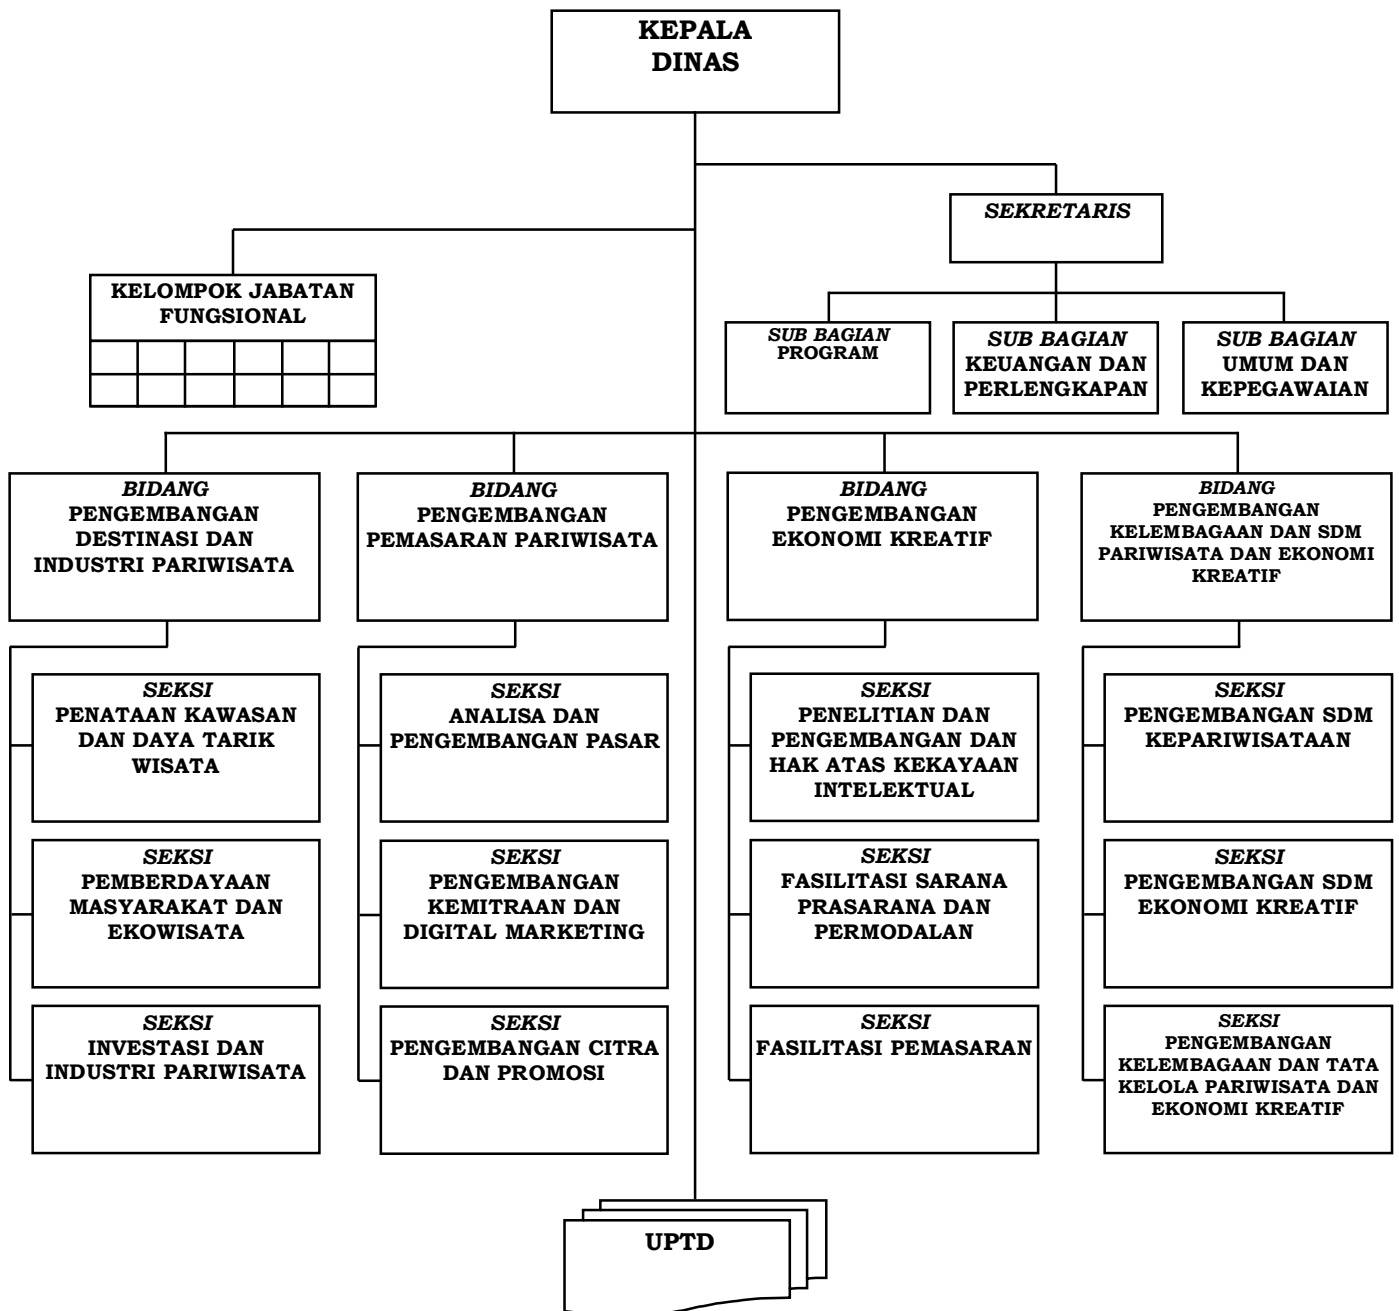 KEPALA
DINAS
SEKRETARIS
KELOMPOK JABATAN
FUNGSIONAL
SUB BAGIAN
PROGRAM
SUB BAGIAN
KEUANGAN DAN
PERLENGKAPAN
SUB BAGIAN
UMUM DAN
KEPEGAWAIAN
BIDANG
PENGEMBANGAN
DESTINASI DAN
INDUSTRI PARIWISATA
BIDANG
PENGEMBANGAN
PEMASARAN PARIWISATA
BIDANG
PENGEMBANGAN
EKONOMI KREATIF
BIDANG
PENGEMBANGAN
KELEMBAGAAN DAN SDM
PARIWISATA DAN EKONOMI
KREATIF
SEKSI
PENATAAN KAWASAN
DAN DAYA TARIK
WISATA
SEKSI
ANALISA DAN
PENGEMBANGAN PASAR
SEKSI
PENELITIAN DAN
PENGEMBANGAN DAN
HAK ATAS KEKAYAAN
INTELEKTUAL
SEKSI
PENGEMBANGAN SDM
KEPARIWISATAAN
SEKSI
PEMBERDAYAAN
MASYARAKAT DAN
EKOWISATA
SEKSI
PENGEMBANGAN
KEMITRAAN DAN
DIGITAL MARKETING
SEKSI
FASILITASI SARANA
PRASARANA DAN
PERMODALAN
SEKSI
PENGEMBANGAN SDM
EKONOMI KREATIF
SEKSI
INVESTASI DAN
INDUSTRI PARIWISATA
SEKSI
PENGEMBANGAN CITRA
DAN PROMOSI
SEKSI
FASILITASI PEMASARAN
SEKSI
PENGEMBANGAN
KELEMBAGAAN DAN TATA
KELOLA PARIWISATA DAN
EKONOMI KREATIF
UPTD